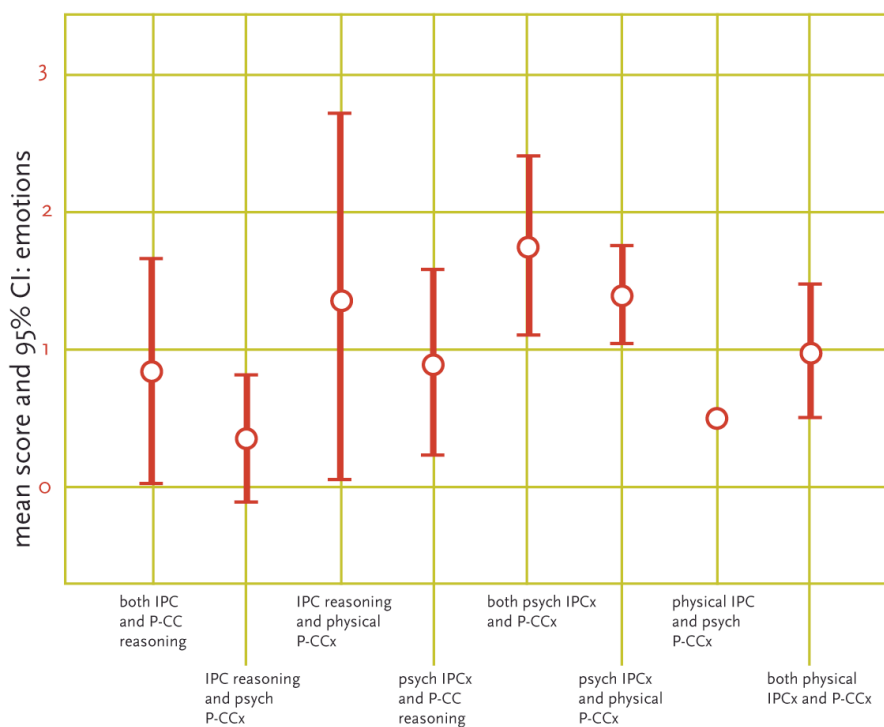 mean score and 95% CI: emotions
3
2
1
0
both IPC
and P-CC
reasoning
IPC reasoning
and physical
P-CCx
both psych IPCx
and P-CCx
physical IPC
and psych
P-CCx
IPC reasoning
and psych
P-CCx
psych IPCx
and P-CC
reasoning
psych IPCx
and physical
P-CCx
both physical
IPCx and P-CCx